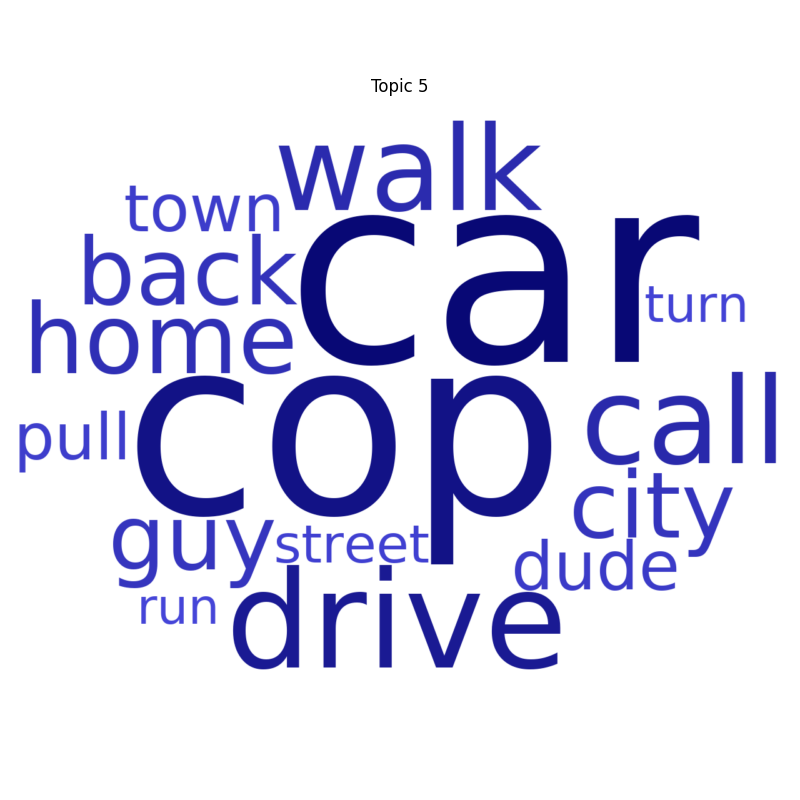 Topic 5
walk
town
car
back
turn
home
cop
call
pull
city
guy
street
dude
run
drive